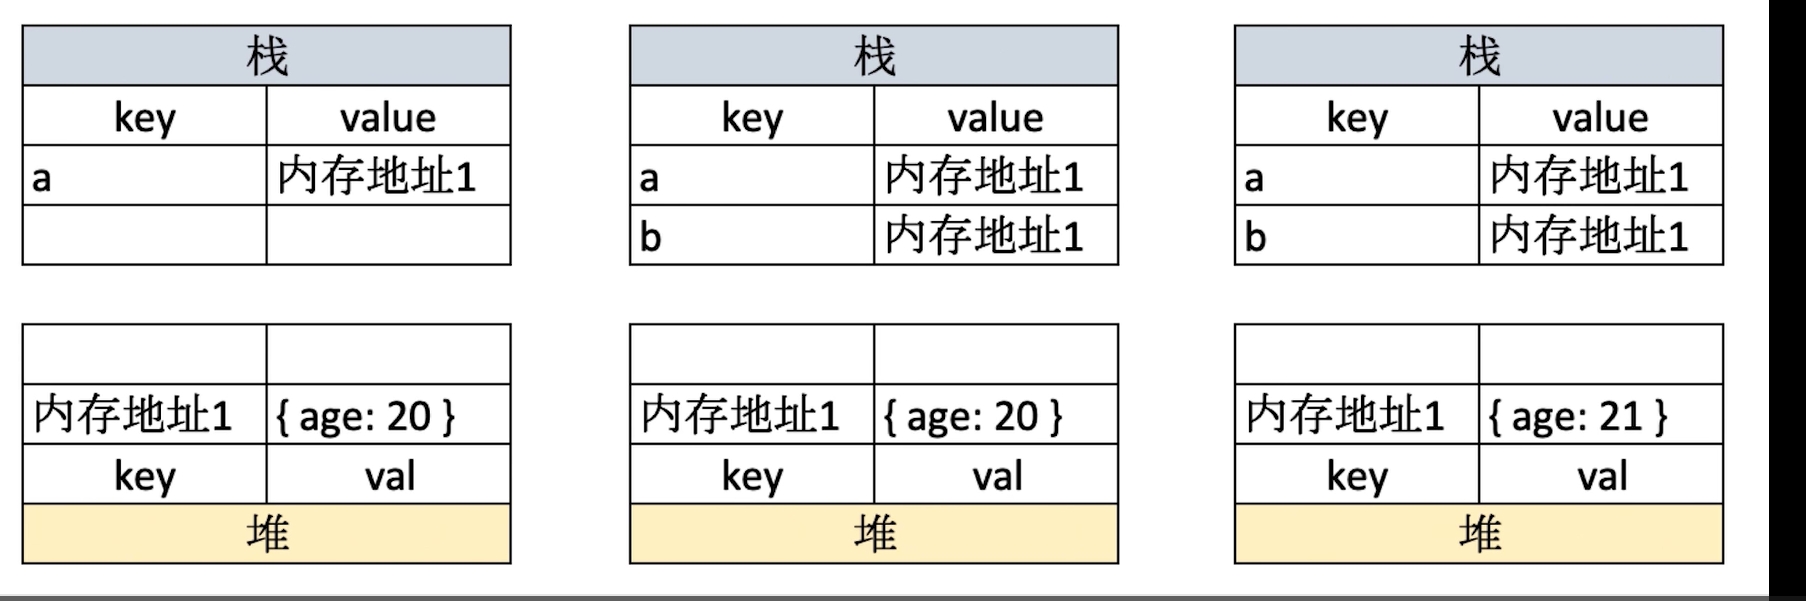 栈
key value
a 内存地址1
内存地址1 { age: 20 }
key val
堆
栈
key value
a 内存地址1
b 内存地址1
内存地址1 { age: 20 }
key val
堆
栈
key value
a 内存地址1
b 内存地址1
内存地址1 { age: 21 }
key val
堆